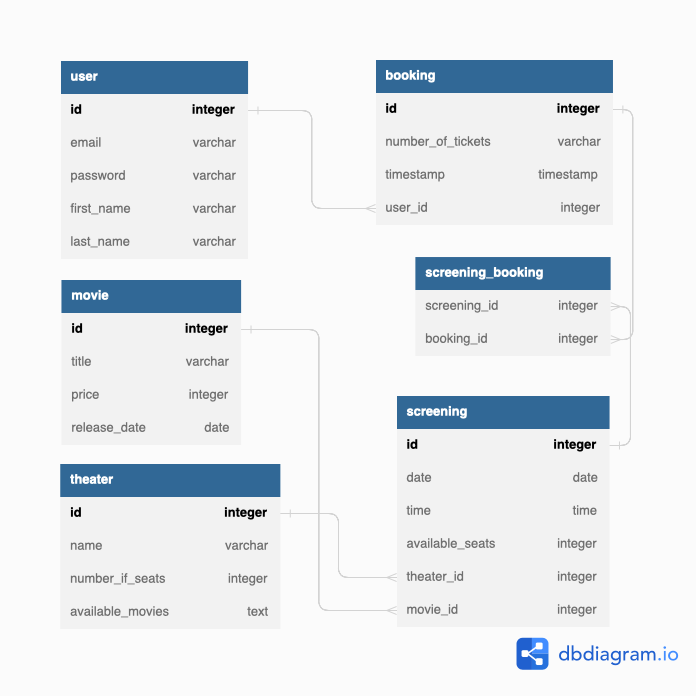 user
id integer
email varchar
password varchar
first_name varchar
last_name varchar
booking
id integer
number_of_tickets varchar
timestamp timestamp
user_id integer
screening_booking
screening_id integer
booking_id integer
movie
id integer
title varchar
price integer
release_date date
screening
id integer
date date
time time
available_seats integer
theater_id integer
movie_id integer
theater
id integer
name varchar
number_if_seats integer
available_movies text
dbdiagram.io